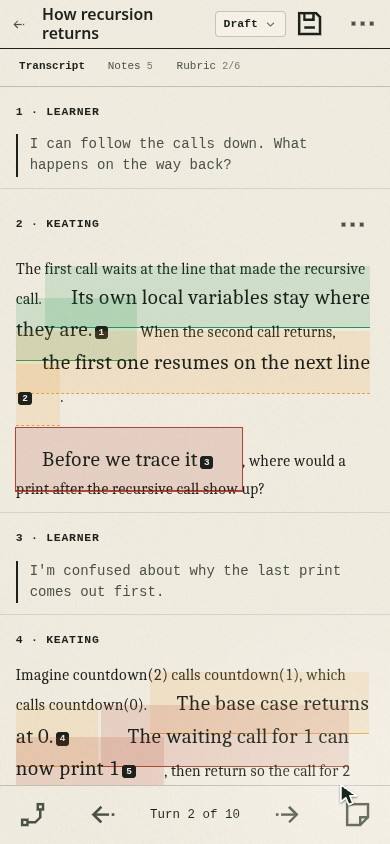 How recursion
returns
Draft
Transcript Notes 5 Rubric 2/6
1 · LEARNER
I can follow the calls down. What
happens on the way back?
2 · KEATING
The first call waits at the line that made the recursive
call. Its own local variables stay where
they are. 1 When the second call returns,
the first one resumes on the next line
2 .
Before we trace it 3 , where would a
print after the recursive call show up?
3 · LEARNER
I'm confused about why the last print
comes out first.
4 · KEATING
Imagine countdown(2) calls countdown(1), which
calls countdown(0). The base case returns
at 0. 4 The waiting call for 1 can
now print 1 5 , then return so the call for 2
Turn 2 of 10